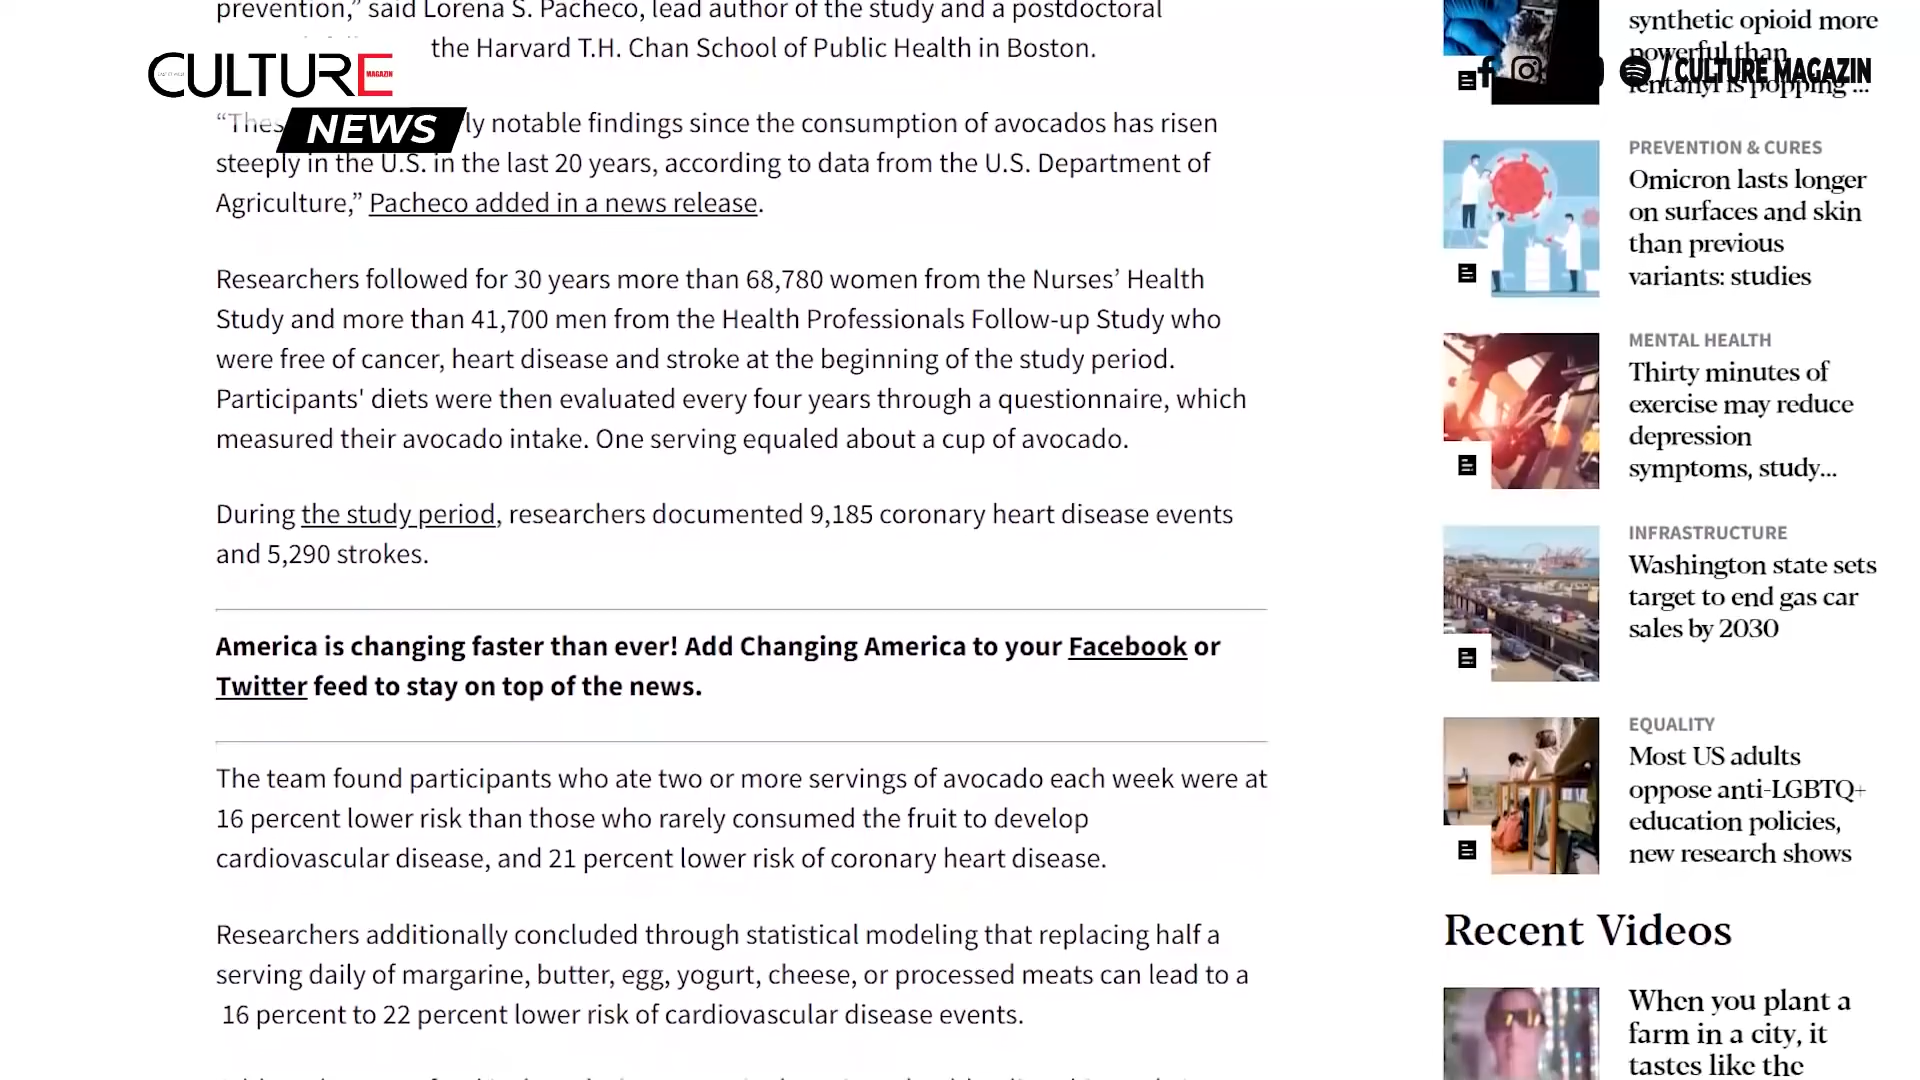 prevention,” said Lorena S. Pacheco, lead author of the study and a postdoctoral
the Harvard T.H. Chan School of Public Health in Boston.
CULTURE
MAGAZIN
NEWS
/ CULTURE MAGAZIN
“Thes ly notable findings since the consumption of avocados has risen
steeply in the U.S. in the last 20 years, according to data from the U.S. Department of
Agriculture,” Pacheco added in a news release.
Researchers followed for 30 years more than 68,780 women from the Nurses’ Health
Study and more than 41,700 men from the Health Professionals Follow-up Study who
were free of cancer, heart disease and stroke at the beginning of the study period.
Participants' diets were then evaluated every four years through a questionnaire, which
measured their avocado intake. One serving equaled about a cup of avocado.
During the study period, researchers documented 9,185 coronary heart disease events
and 5,290 strokes.
America is changing faster than ever! Add Changing America to your Facebook or
Twitter feed to stay on top of the news.
The team found participants who ate two or more servings of avocado each week were at
16 percent lower risk than those who rarely consumed the fruit to develop
cardiovascular disease, and 21 percent lower risk of coronary heart disease.
Researchers additionally concluded through statistical modeling that replacing half a
serving daily of margarine, butter, egg, yogurt, cheese, or processed meats can lead to a
16 percent to 22 percent lower risk of cardiovascular disease events.
synthetic opioid more
powerful than
fentanyl is popping ...
PREVENTION & CURES
Omicron lasts longer
on surfaces and skin
than previous
variants: studies
MENTAL HEALTH
Thirty minutes of
exercise may reduce
depression
symptoms, study...
INFRASTRUCTURE
Washington state sets
target to end gas car
sales by 2030
EQUALITY
Most US adults
oppose anti-LGBTQ+
education policies,
new research shows
Recent Videos
When you plant a
farm in a city, it
tastes like the